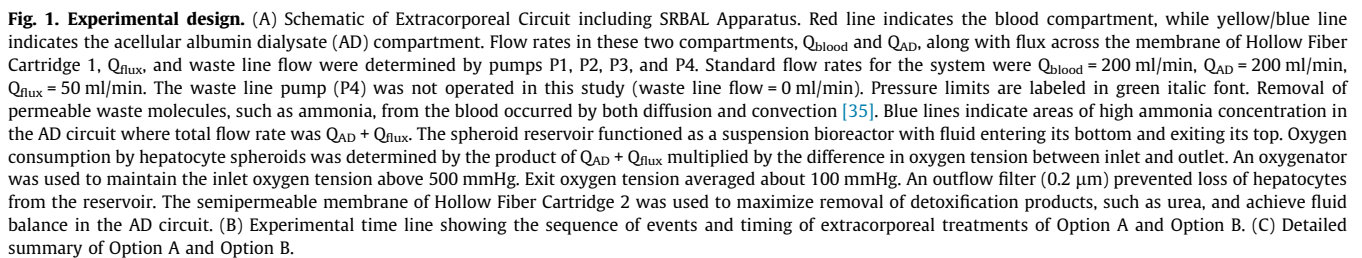 Fig. 1. Experimental design. (A) Schematic of Extracorporeal Circuit including SRBAL Apparatus. Red line indicates the blood compartment, while yellow/blue line
indicates the acellular albumin dialysate (AD) compartment. Flow rates in these two compartments, Qblood and QAD, along with flux across the membrane of Hollow Fiber
Cartridge 1, Qflux, and waste line flow were determined by pumps P1, P2, P3, and P4. Standard flow rates for the system were Qblood = 200 ml/min, QAD = 200 ml/min,
Qflux = 50 ml/min. The waste line pump (P4) was not operated in this study (waste line flow = 0 ml/min). Pressure limits are labeled in green italic font. Removal of
permeable waste molecules, such as ammonia, from the blood occurred by both diffusion and convection [35]. Blue lines indicate areas of high ammonia concentration in
the AD circuit where total flow rate was QAD + Qflux. The spheroid reservoir functioned as a suspension bioreactor with fluid entering its bottom and exiting its top. Oxygen
consumption by hepatocyte spheroids was determined by the product of QAD + Qflux multiplied by the difference in oxygen tension between inlet and outlet. An oxygenator
was used to maintain the inlet oxygen tension above 500 mmHg. Exit oxygen tension averaged about 100 mmHg. An outflow filter (0.2 μm) prevented loss of hepatocytes
from the reservoir. The semipermeable membrane of Hollow Fiber Cartridge 2 was used to maximize removal of detoxification products, such as urea, and achieve fluid
balance in the AD circuit. (B) Experimental time line showing the sequence of events and timing of extracorporeal treatments of Option A and Option B. (C) Detailed
summary of Option A and Option B.